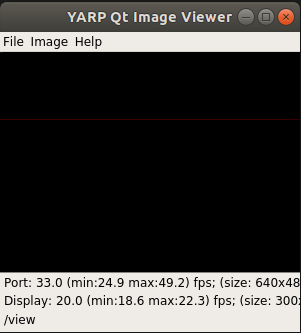 YARP Qt Image Viewer
File Image Help
Port: 33.0 (min:24.9 max:49.2) fps; (size: 640x48
Display: 20.0 (min:18.6 max:22.3) fps; (size: 300
/view